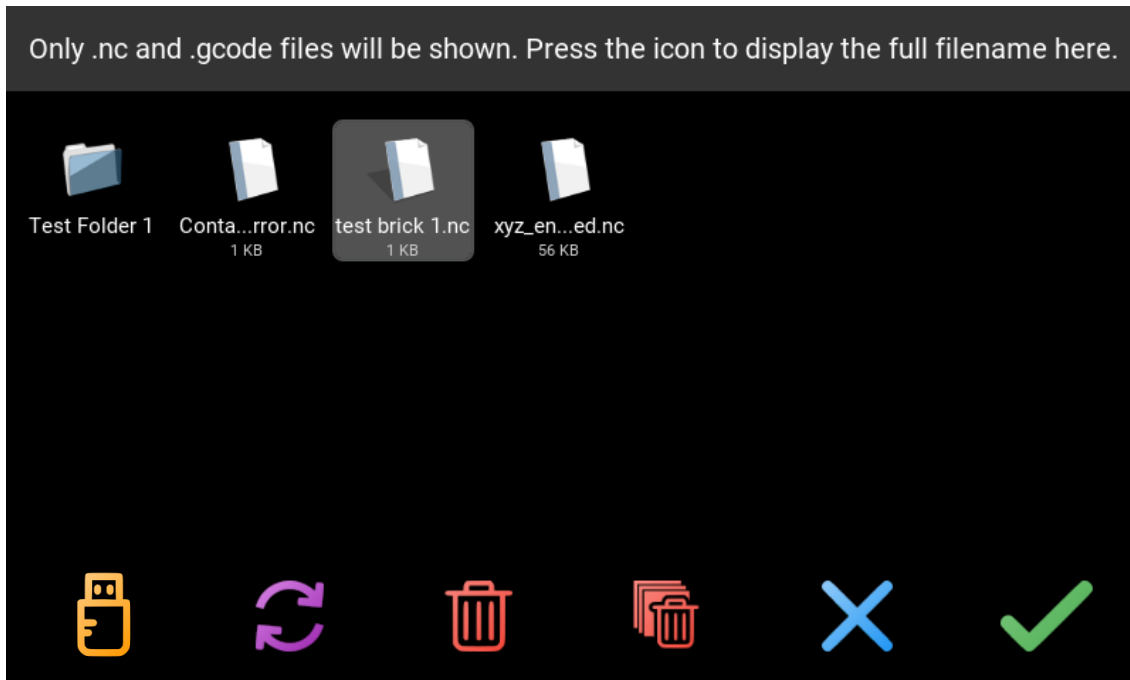 Only .nc and .gcode files will be shown. Press the icon to display the full filename here.
Test Folder 1
Conta...rror.nc
1 KB
test brick 1.nc
1 KB
xyz_en...ed.nc
56 KB